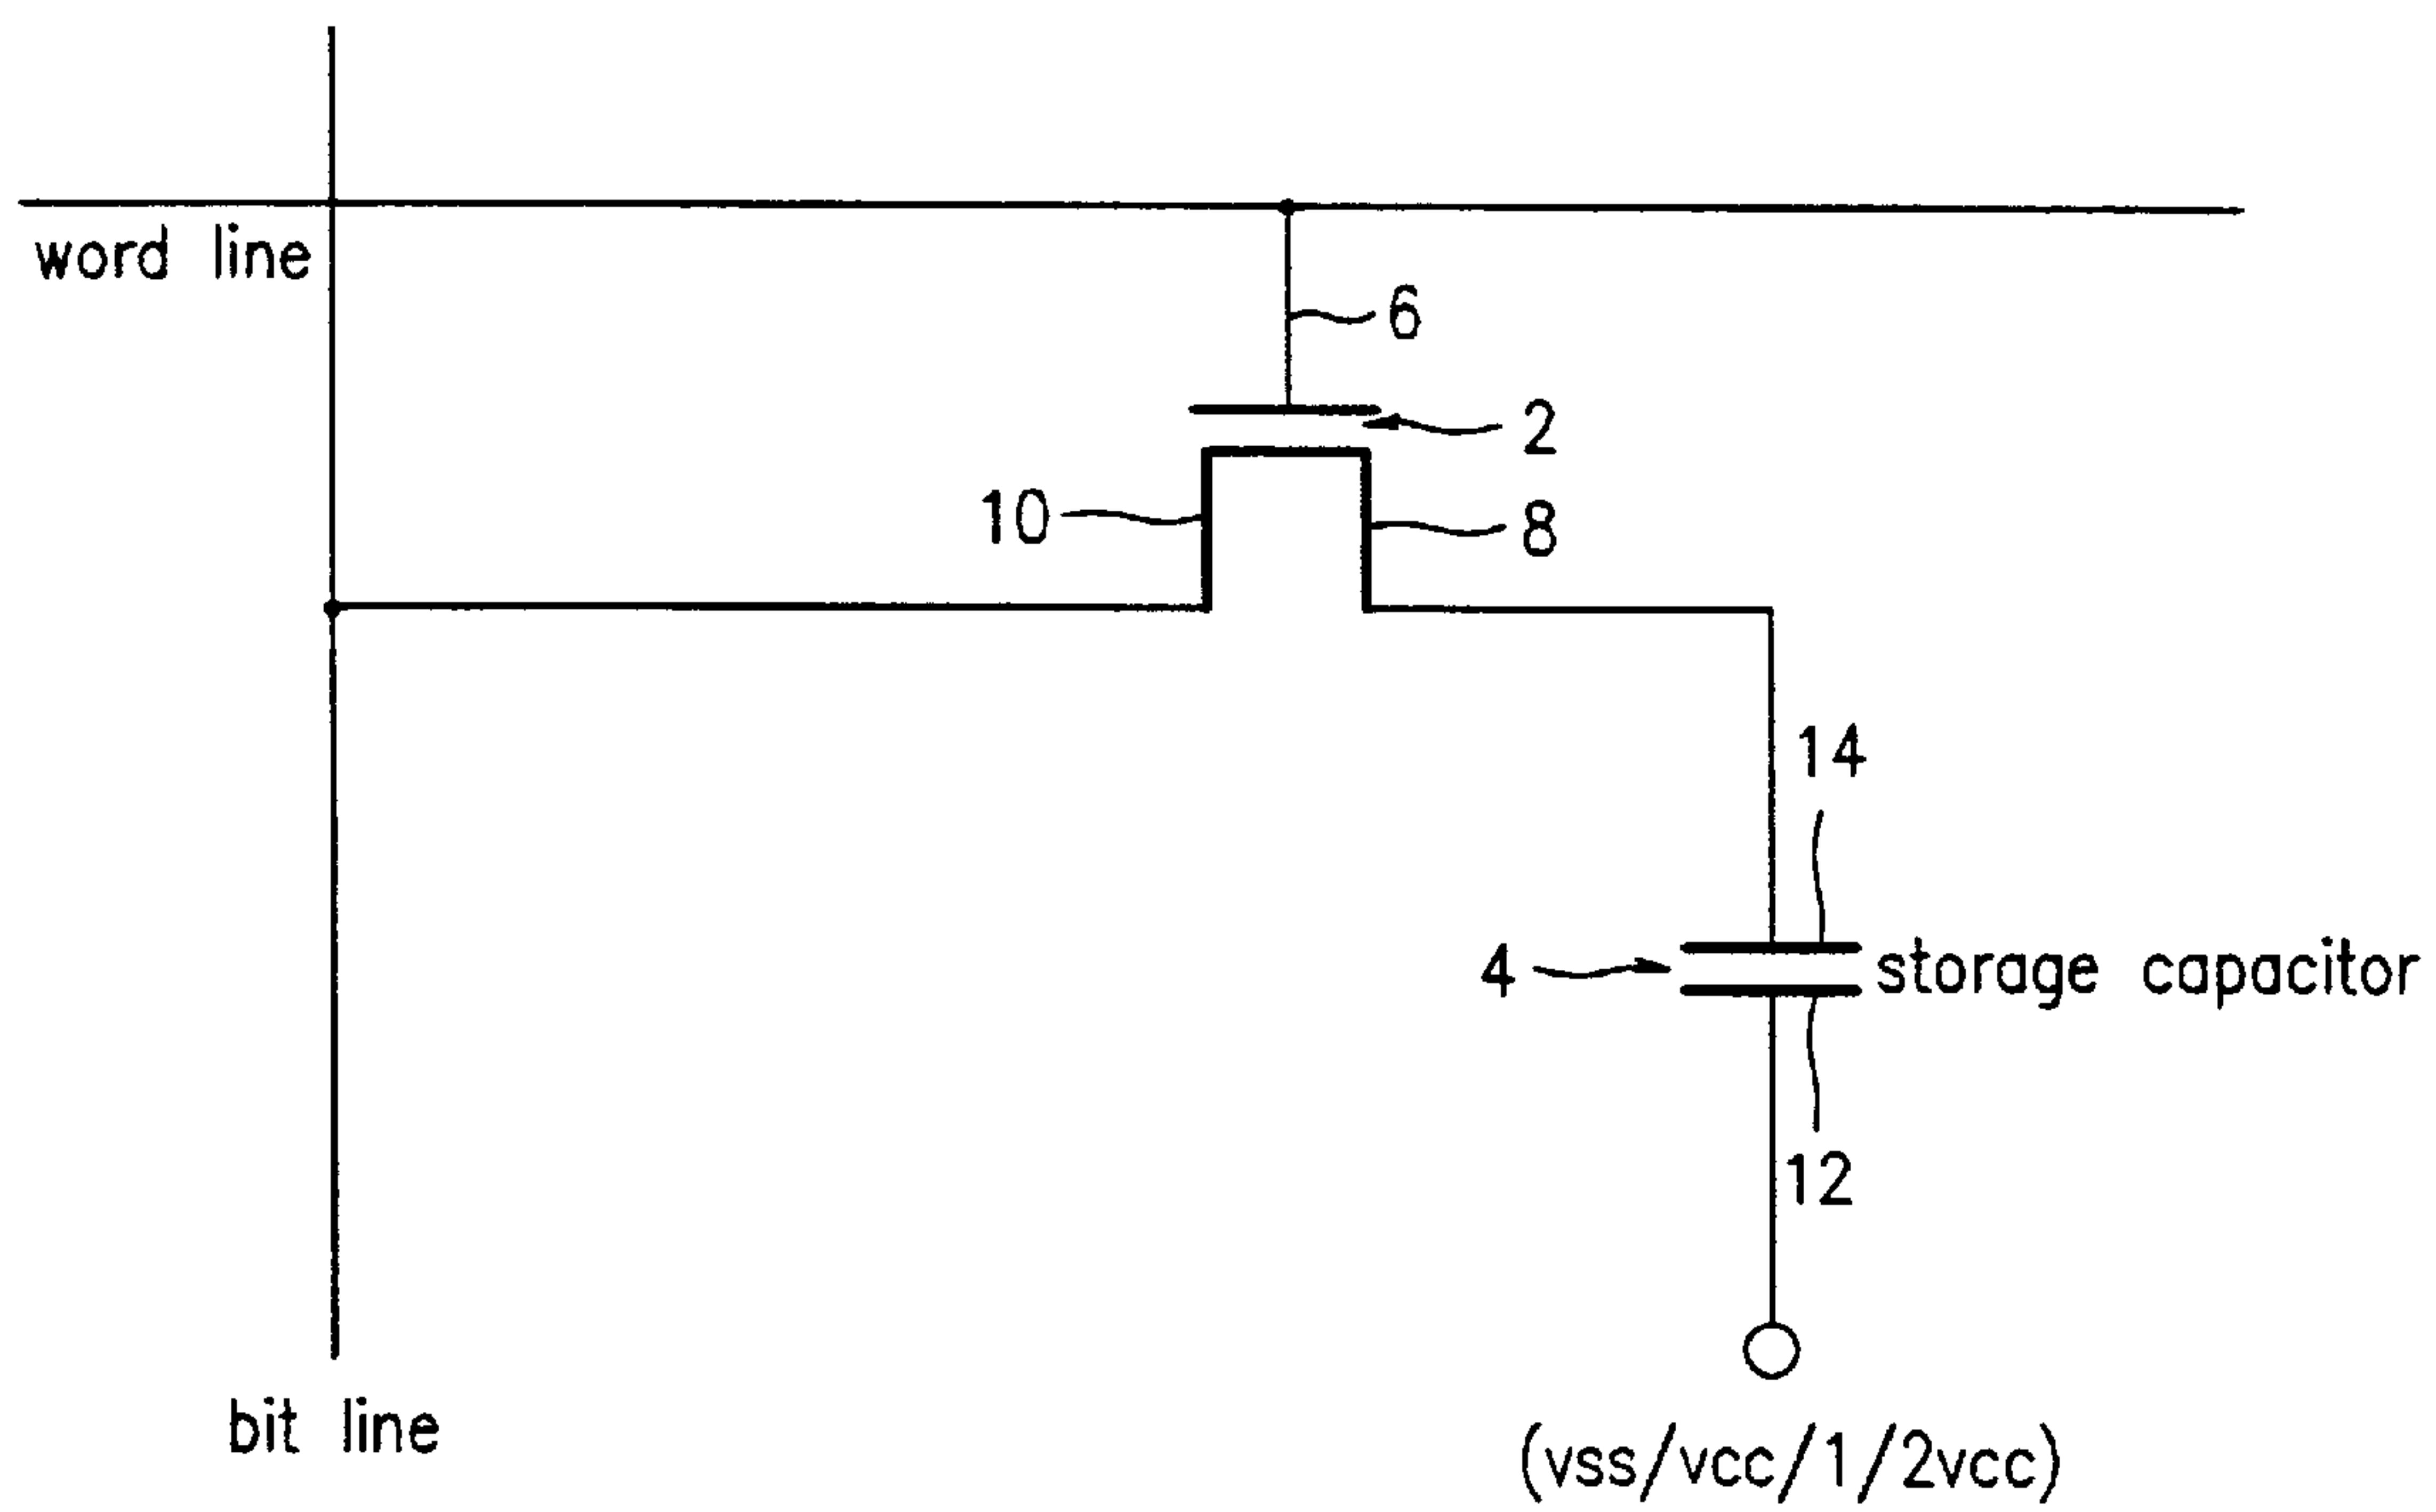 word line
6
2
10
8
14
4
storage capacitor
12
bit line
(vss/vcc/1/2vcc)